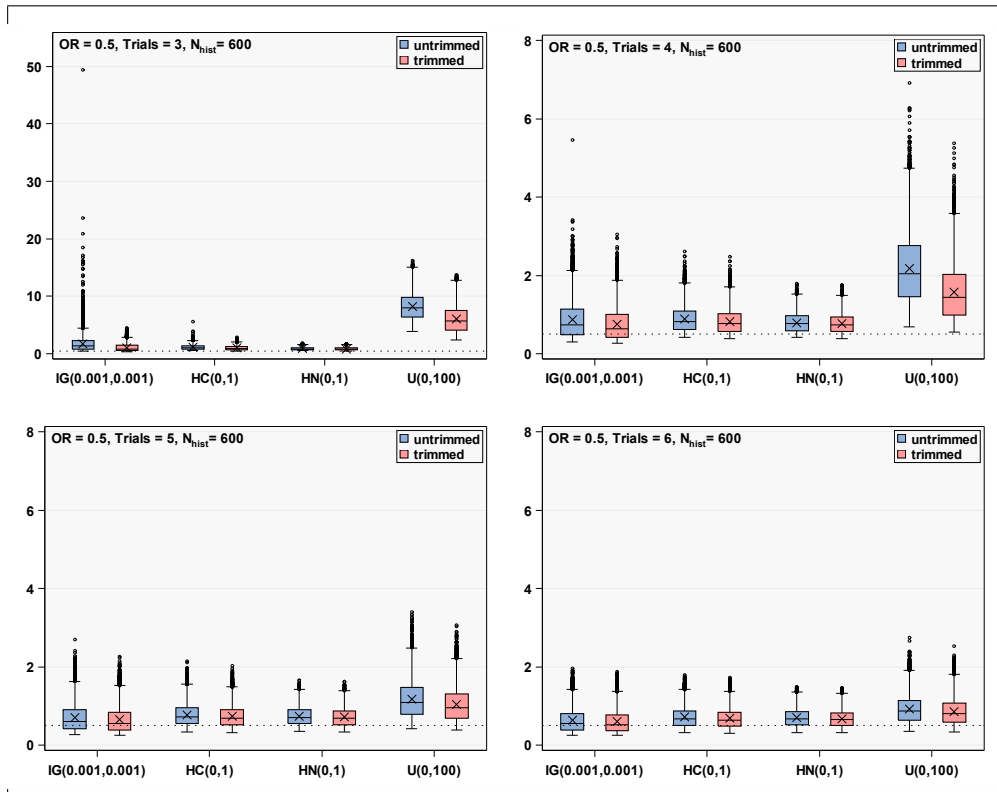 OR = 0.5, Trials = 3, Nhist= 600
untrimmed
trimmed
50
40
30
20
10
0
IG(0.001,0.001) HC(0,1) HN(0,1) U(0,100)
OR = 0.5, Trials = 4, Nhist= 600
untrimmed
trimmed
8
6
4
2
0
IG(0.001,0.001) HC(0,1) HN(0,1) U(0,100)
OR = 0.5, Trials = 5, Nhist= 600
untrimmed
trimmed
8
6
4
2
0
IG(0.001,0.001) HC(0,1) HN(0,1) U(0,100)
OR = 0.5, Trials = 6, Nhist= 600
untrimmed
trimmed
8
6
4
2
0
IG(0.001,0.001) HC(0,1) HN(0,1) U(0,100)